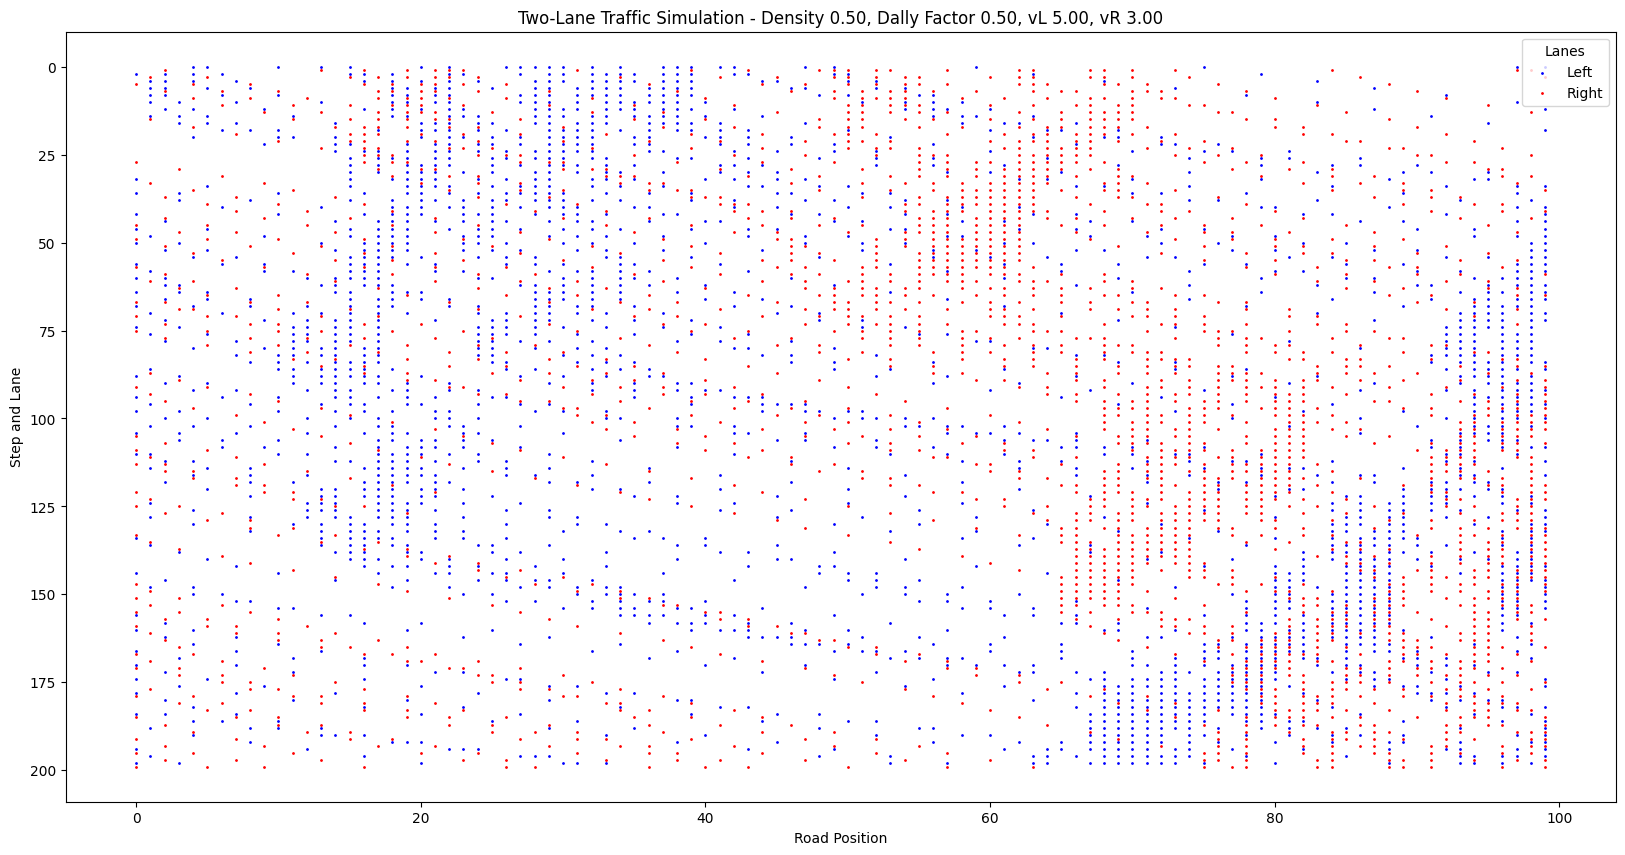 Two-Lane Traffic Simulation - Density 0.50, Dally Factor 0.50, vL 5.00, vR 3.00
Lanes
Left
Right
0
25
50
75
100
125
150
175
200
Step and Lane
0
20
40
60
80
100
Road Position